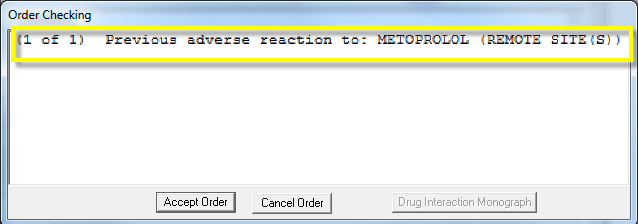 Order Checking
(1 of 1)  Previous adverse reaction to: METOPROLOL (REMOTE SITE(S))
Accept Order
Cancel Order
Drug Interaction Monograph